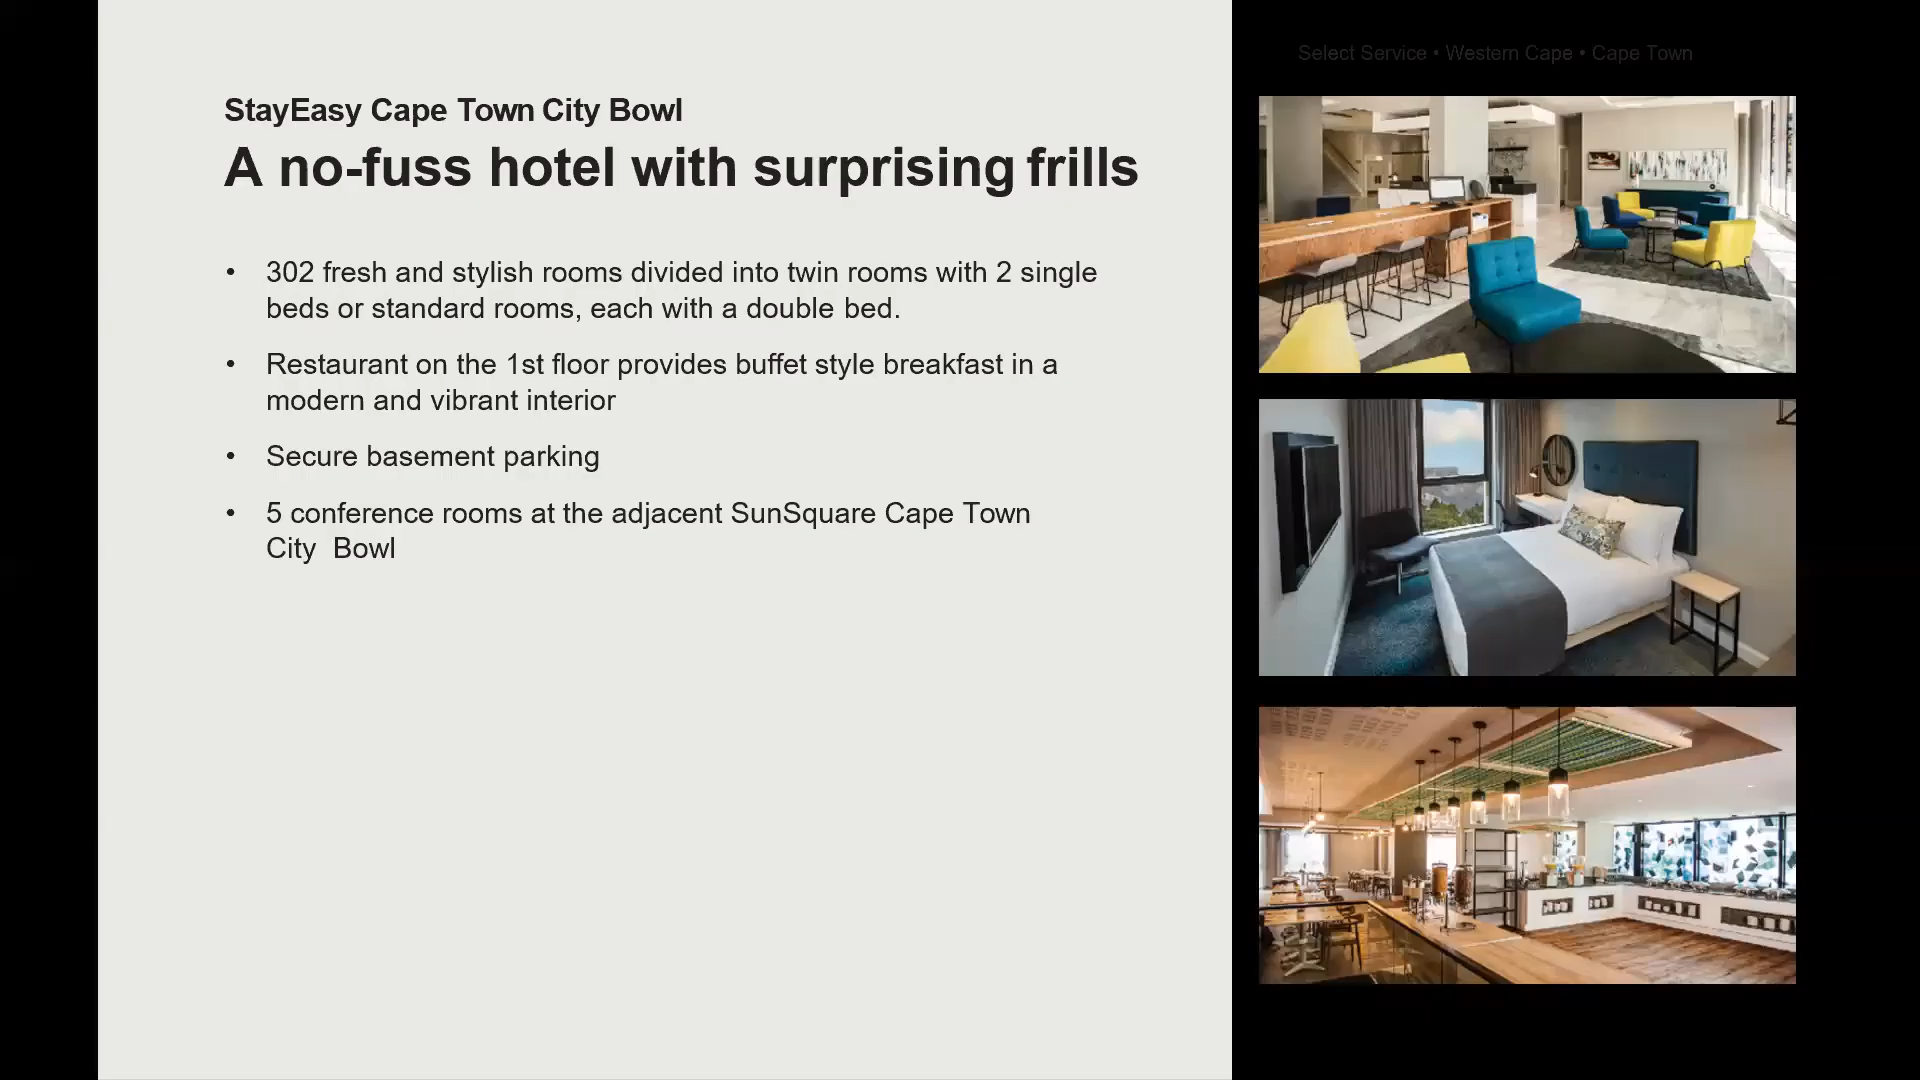 Select Service • Western Cape • Cape Town
StayEasy Cape Town City Bowl
A no-fuss hotel with surprising frills
• 302 fresh and stylish rooms divided into twin rooms with 2 single
beds or standard rooms, each with a double bed.
• Restaurant on the 1st floor provides buffet style breakfast in a
modern and vibrant interior
• Secure basement parking
• 5 conference rooms at the adjacent SunSquare Cape Town
City Bowl